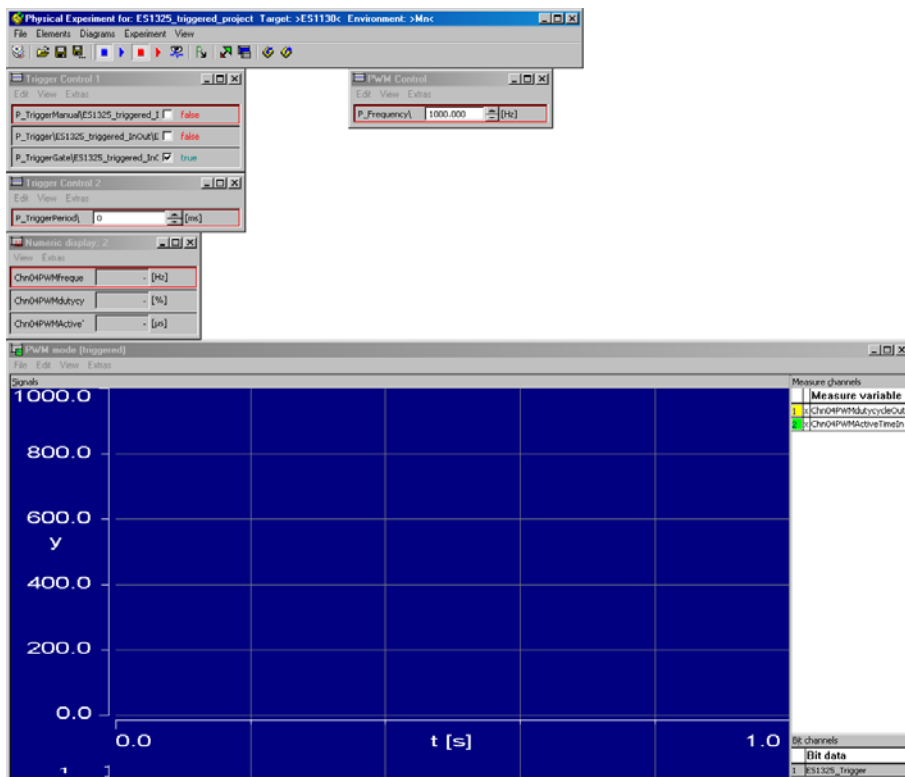 Physical Experiment for: ES1325_triggered_project Target: >ES1130< Environment: >Mn<
File Elements Diagrams Experiment View
Trigger Control 1
Edit View Extras
P_TriggerManual\ES1325_triggered_I false
P_Trigger\ES1325_triggered_InOut\E false
P_TriggerGate\ES1325_triggered_InC true
PWM Control
Edit View Extras
P_Frequency\ 1000.000 [Hz]
Trigger Control 2
Edit View Extras
P_TriggerPeriod\ 0 [ms]
Numeric display: 2
View Extras
Chn04PWMfreque - [Hz]
Chn04PWMdutycy - [%]
Chn04PWMActive - [µs]
PWM mode (triggered)
File Edit View Extras
Signals
1000.0
800.0
600.0
y
400.0
200.0
0.0
0.0 t [s] 1.0
1
Measure channels
Measure variable
1 x Chn04PWMdutycycleOut
2 x Chn04PWMActiveTimeIn
Bit channels
Bit data
1 ES1325_Trigger